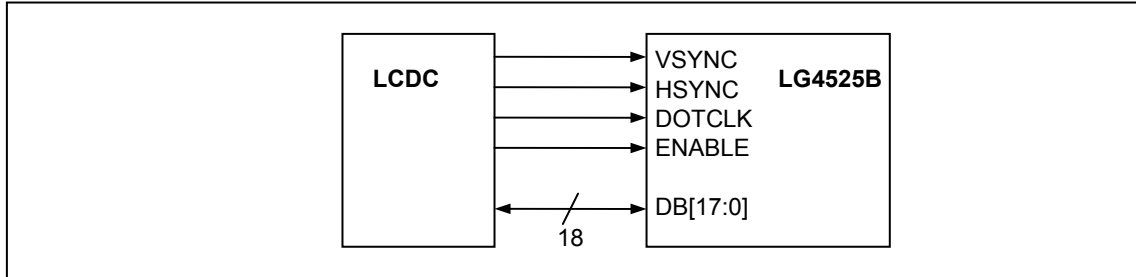 LCDC
LG4525B
VSYNC
HSYNC
DOTCLK
ENABLE
DB[17:0]
18